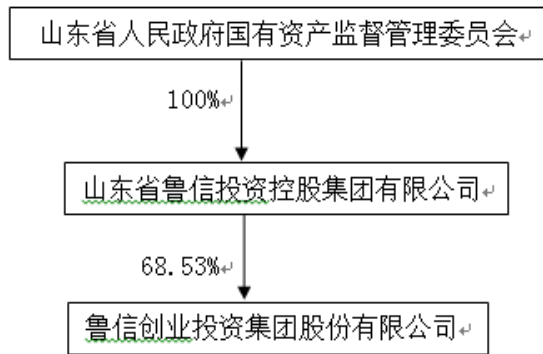 山东省人民政府国有资产监督管理委员会
100%
山东省鲁信投资控股集团有限公司
68.53%
鲁信创业投资集团股份有限公司